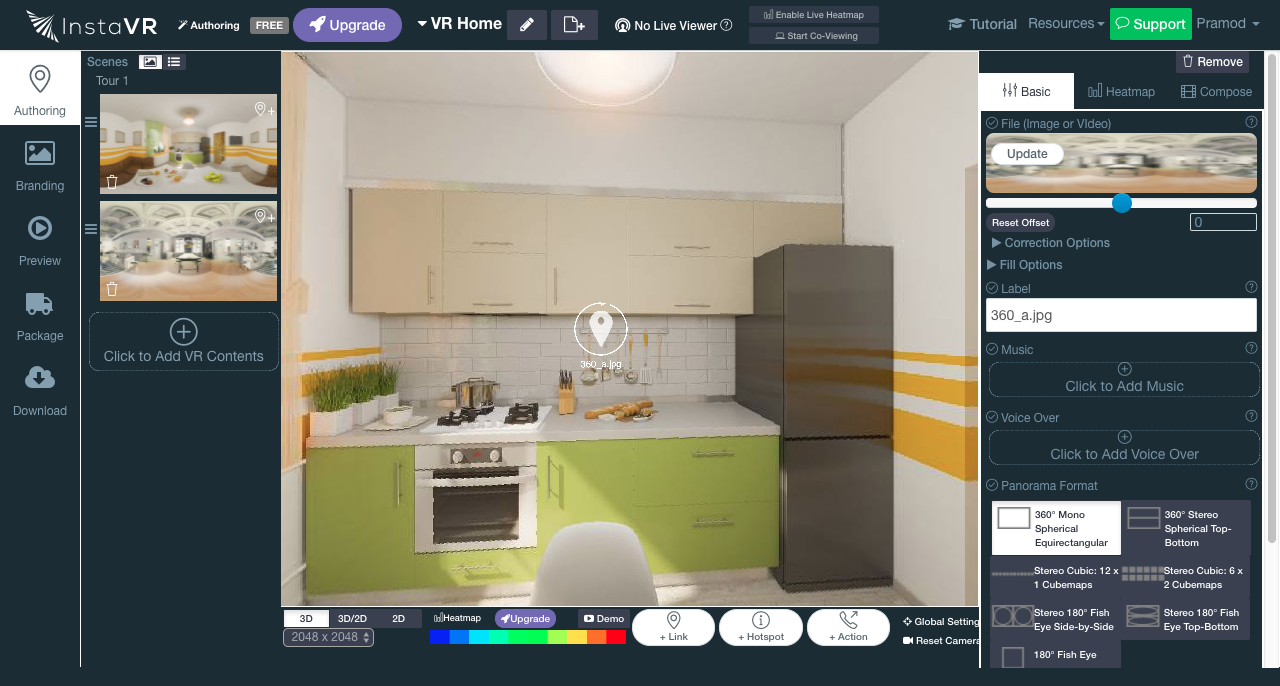 InstaVR
Authoring
FREE
Upgrade
VR Home
No Live Viewer
Enable Live Heatmap
Start Co-Viewing
Tutorial
Resources
Support
Pramod
Authoring
Branding
Preview
Package
Download
Scenes
Tour 1
Click to Add VR Contents
360_a.jpg
3D
3D/2D
2D
Heatmap
Upgrade
Demo
2048 x 2048
+ Link
+ Hotspot
+ Action
Global Setting
Reset Camera
Remove
Basic
Heatmap
Compose
File (Image or VIdeo)
Update
Reset Offset
0
Correction Options
Fill Options
Label
360_a.jpg
Music
Click to Add Music
Voice Over
Click to Add Voice Over
Panorama Format
360° Mono
Spherical
Equirectangular
360° Stereo
Spherical Top-
Bottom
Stereo Cubic: 12 x
1 Cubemaps
Stereo Cubic: 6 x
2 Cubemaps
Stereo 180° Fish
Eye Side-by-Side
Stereo 180° Fish
Eye Top-Bottom
180° Fish Eye